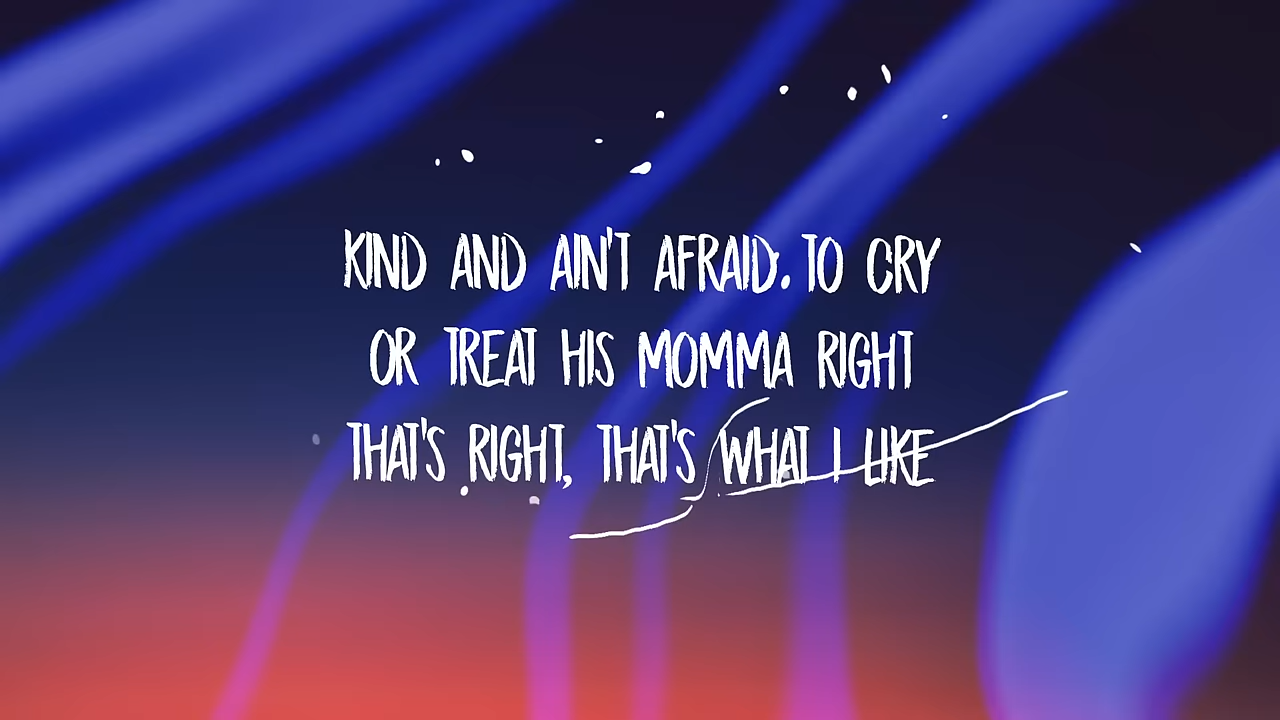 KIND AND AIN'T AFRAID TO CRY
OR TREAT HIS MOMMA RIGHT
THAT'S RIGHT, THAT'S WHAT I LIKE